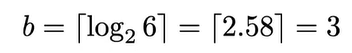 b = ⌈log₂ 6⌉ = ⌈2.58⌉ = 3